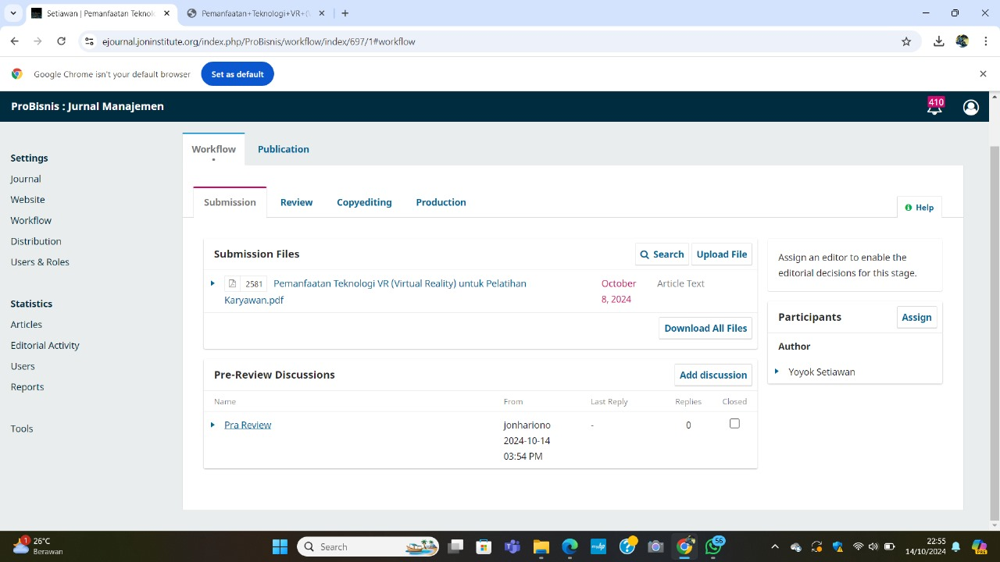 Setiawan | Pemanfaatan Teknol
Pemanfaatan+Teknologi+VR+(V
ejournal.joninstitute.org/index.php/ProBisnis/workflow/index/697/1#workflow
Google Chrome isn't your default browser
Set as default
ProBisnis : Jurnal Manajemen
410
Settings
Journal
Website
Workflow
Distribution
Users & Roles
Statistics
Articles
Editorial Activity
Users
Reports
Tools
Workflow
Publication
Submission
Review
Copyediting
Production
Help
Submission Files
Search
Upload File
2581 Pemanfaatan Teknologi VR (Virtual Reality) untuk Pelatihan
Karyawan.pdf
October
8, 2024
Article Text
Download All Files
Pre-Review Discussions
Add discussion
Name
From
Last Reply
Replies
Closed
Pra Review
jonhariono
2024-10-14
03:54 PM
-
0
Assign an editor to enable the
editorial decisions for this stage.
Participants
Assign
Author
Yoyok Setiawan
1
26°C
Berawan
Search
56
22:55
14/10/2024